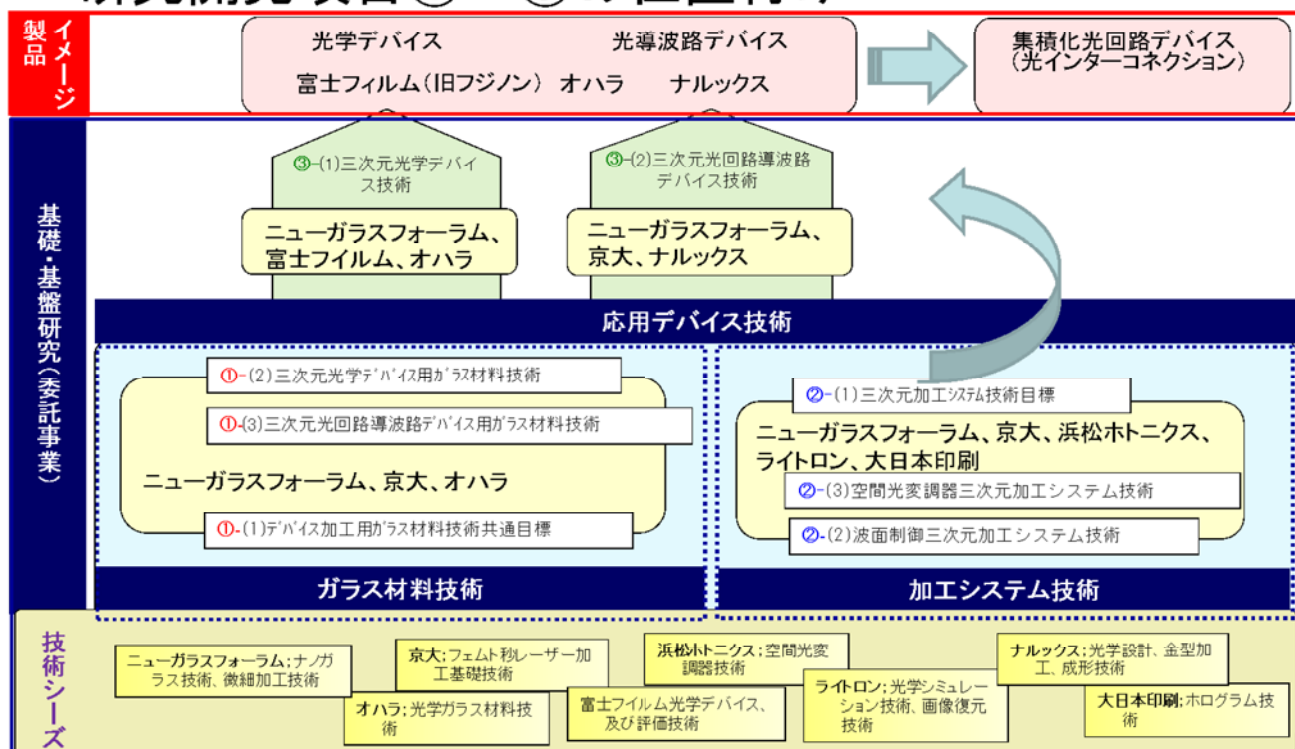 製品イメージ
光学デバイス
光導波路デバイス
富士フィルム(旧フジノン)
オハラ
ナルックス
集積化光回路デバイス
(光インターコネクション)
基礎・基盤研究(委託事業)
③-(1)三次元光学デバイ
ス技術
③-(2)三次元光回路導波路
デバイス技術
ニューガラスフォーラム、
富士フイルム、オハラ
ニューガラスフォーラム、
京大、ナルックス
応用デバイス技術
①-(2)三次元光学ﾃﾞﾊﾞｲｽ用ｶﾞﾗｽ材料技術
①-(3)三次元光回路導波路ﾃﾞﾊﾞｲｽ用ｶﾞﾗｽ材料技術
ニューガラスフォーラム、京大、オハラ
①-(1)ﾃﾞﾊﾞｲｽ加工用ｶﾞﾗｽ材料技術共通目標
ガラス材料技術
②-(1)三次元加工ｼｽﾃﾑ技術目標
ニューガラスフォーラム、京大、浜松ホトニクス、
ライトロン、大日本印刷
②-(3)空間光変調器三次元加工システム技術
②-(2)波面制御三次元加工システム技術
加工システム技術
技術シーズ
ニューガラスフォーラム;ナノガ
ラス技術、微細加工技術
京大;フェムト秒レーザー加
工基礎技術
オハラ;光学ガラス材料技
術
浜松ﾎﾄﾆｸｽ;空間光変
調器技術
富士フイルム光学デバイス、
及び評価技術
ライトロン;光学シミュレー
ション技術、画像復元
技術
ナルックス;光学設計、金型加
工、成形技術
大日本印刷;ホログラム技
術